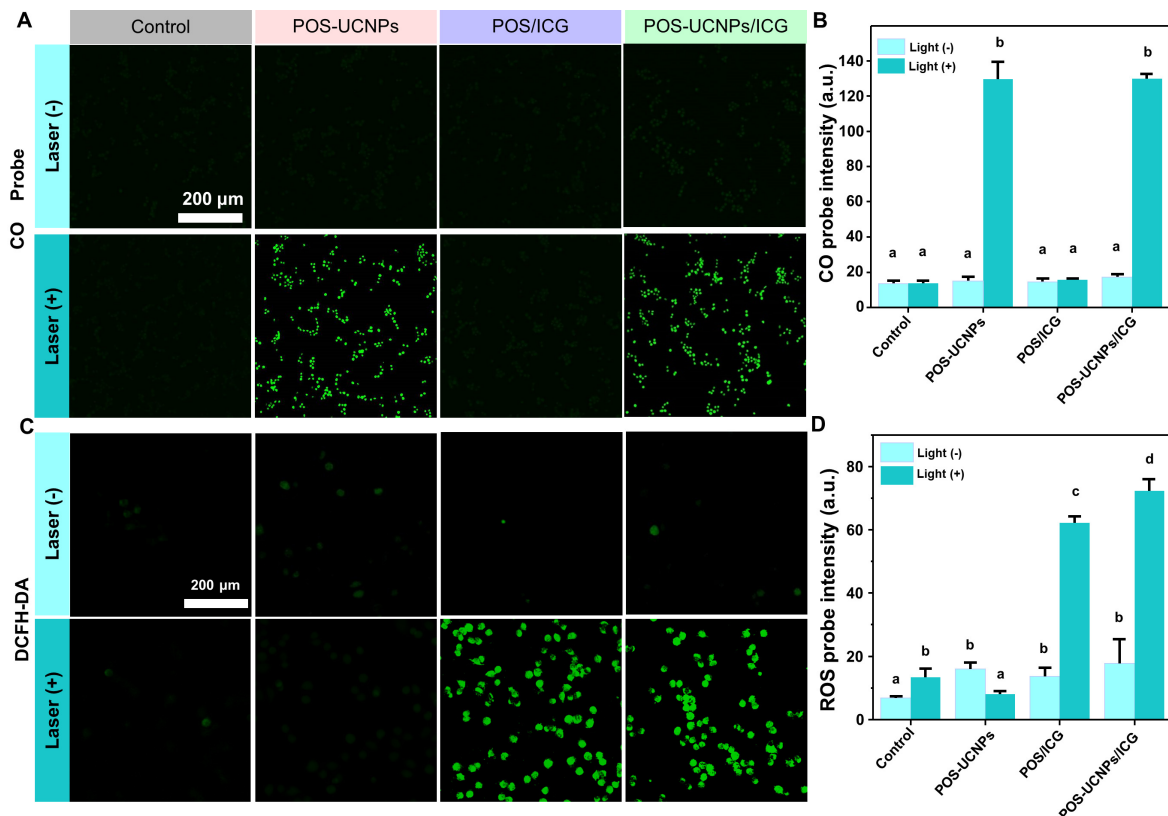 A
Control
POS-UCNPs
POS/ICG
POS-UCNPs/ICG
CO Probe
Laser (-)
200 µm
Laser (+)
B
Light (-)
Light (+)
CO probe intensity (a.u.)
140
120
100
80
60
40
20
0
a
a
a
b
a
a
a
b
Control
POS-UCNPs
POS/ICG
POS-UCNPs/ICG
C
DCFH-DA
Laser (-)
200 µm
Laser (+)
D
Light (-)
Light (+)
ROS probe intensity (a.u.)
80
60
40
20
0
a
b
b
a
b
c
b
d
Control
POS-UCNPs
POS/ICG
POS-UCNPs/ICG